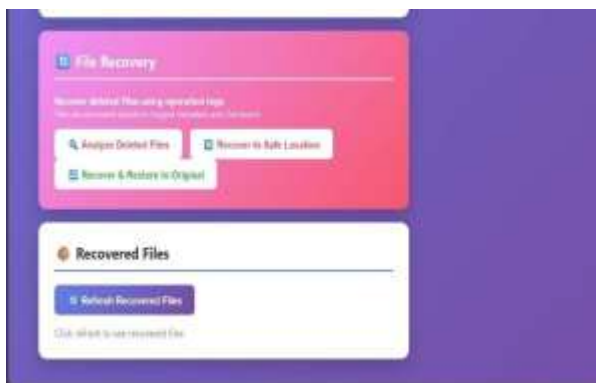 File Recovery
Recover deleted files using operation logs
Analyze Deleted Files
Recover to Safe Location
Recover & Restore to Original
Recovered Files
Refresh Recovered Files
Click refresh to see recovered files